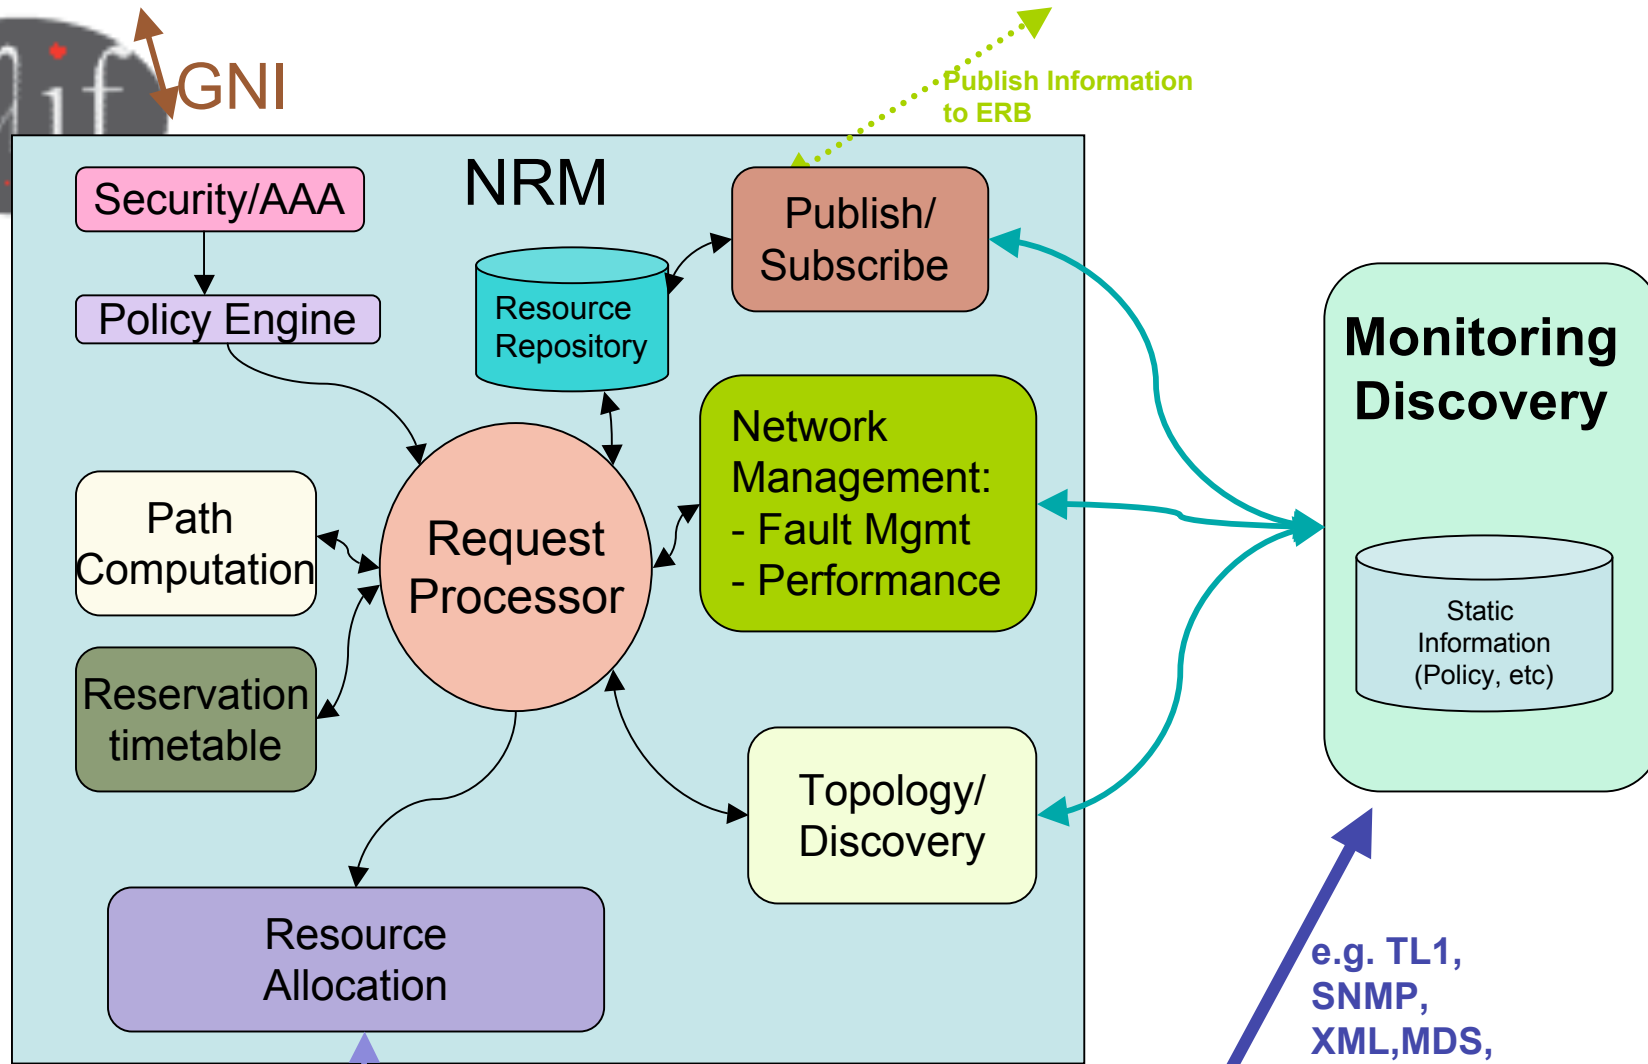 GNI
Publish Information
to ERB
NRM
Security/AAA
Publish/
Subscribe
Policy Engine
Resource
Repository
Monitoring
Discovery
Network
Management:
- Fault Mgmt
- Performance
Path
Computation
Request
Processor
Static
Information
(Policy, etc)
Reservation
timetable
Topology/
Discovery
Resource
Allocation
e.g. TL1,
SNMP,
XML,MDS,